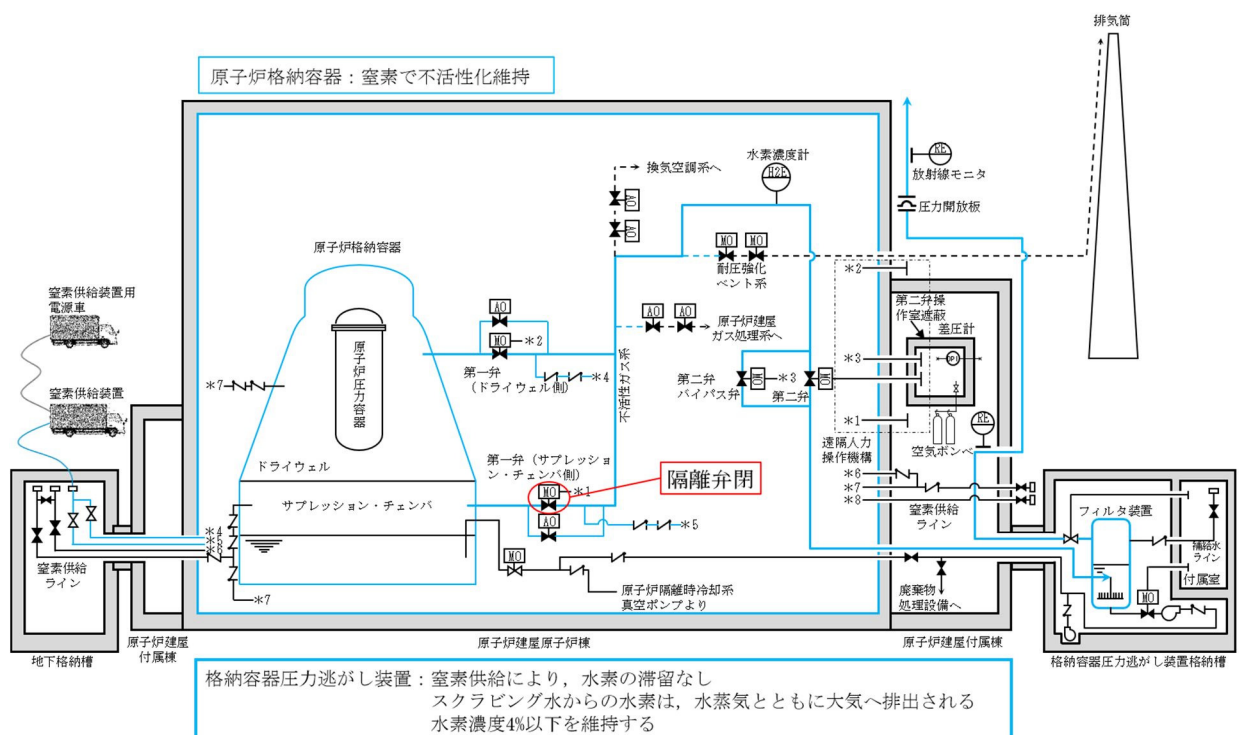 排気筒
原子炉格納容器:窒素で不活性化維持
水素濃度計
H2E
換気空調系へ
AO
AO
RE
放射線モニタ
圧力開放板
原子炉格納容器
MO
MO
耐圧強化
ベント系
*2
窒素供給装置用
電源車
AO
MO
*2
第一弁
(ドライウェル側)
*4
AO
AO
原子炉建屋
ガス処理系へ
第二弁操
作室遮蔽
差圧計
DPI
原子炉圧力容器
不活性ガス系
*7
窒素供給装置
第二弁
バイパス弁
MO
*3
第二弁
MO
*3
*1
遠隔人力
操作機構
空気ボンベ
RE
ドライウェル
第一弁(サプレッショ
ン・チェンバ側)
隔離弁閉
サプレッション・チェンバ
MO
*1
AO
*5
*6
*7
*8
窒素供給
ライン
フィルタ装置
補給水
ライン
付属室
*4
*5
*6
窒素供給
ライン
*7
MO
原子炉隔離時冷却系
真空ポンプより
廃棄物
処理設備へ
MO
地下格納槽
原子炉建屋
付属棟
原子炉建屋原子炉棟
原子炉建屋付属棟
格納容器圧力逃がし装置格納槽
格納容器圧力逃がし装置:窒素供給により,水素の滞留なし
スクラビング水からの水素は,水蒸気とともに大気へ排出される
水素濃度4%以下を維持する